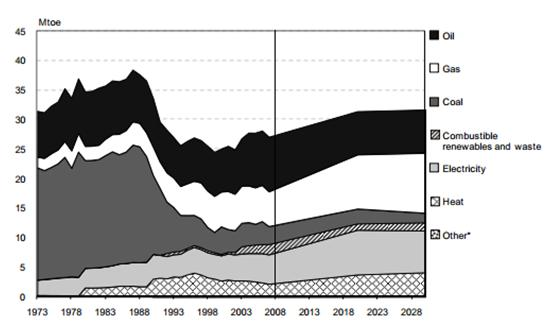 Mtoe
45
40
35
30
25
20
15
10
5
0
1973 1978 1983 1988 1993 1998 2003 2008 2013 2018 2023 2028
Oil
Gas
Coal
Combustible
renewables and waste
Electricity
Heat
Other*